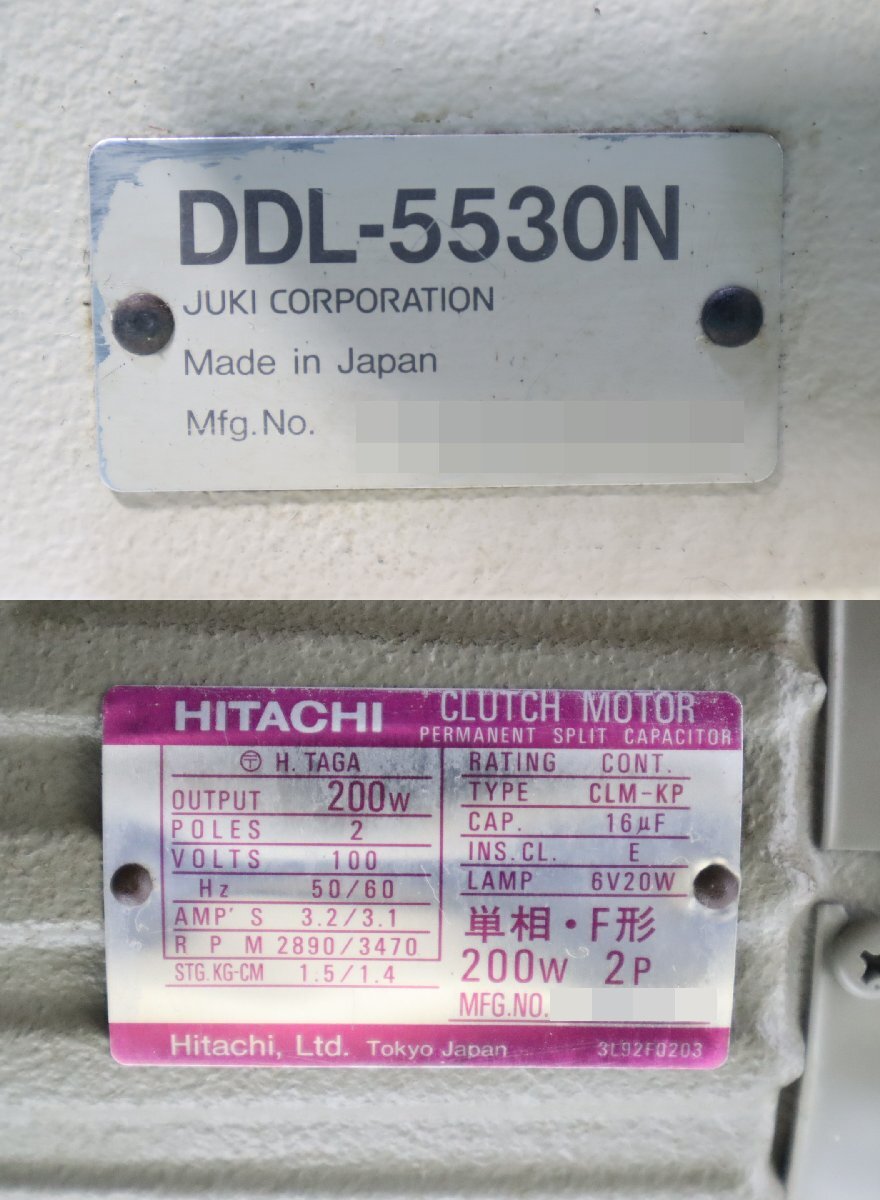 DDL-5530N
JUKI CORPORATION
Made in Japan
Mfg.No.
HITACHI CLUTCH MOTOR
PERMANENT SPLIT CAPACITOR
〒 H. TAGA
OUTPUT 200W
POLES 2
VOLTS 100
Hz 50/60
AMP'S 3.2/3.1
RPM 2890/3470
STG.KG-CM 1.5/1.4
RATING CONT.
TYPE CLM-KP
CAP. 16μF
INS.CL. E
LAMP 6V20W
単相・F形
200W 2P
MFG.NO.
Hitachi, Ltd. Tokyo Japan 3L92F0203